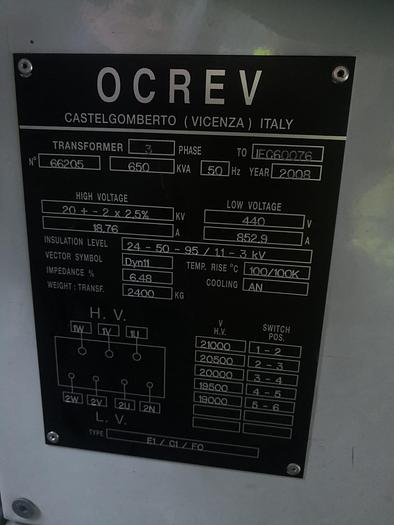 OCREV
CASTELGOMBERTO (VICENZA) ITALY
TRANSFORMER 3 PHASE TO IEC60076
N° 66205 650 KVA 50 Hz YEAR 2008
HIGH VOLTAGE LOW VOLTAGE
20 + - 2 x 2,5% KV 440 V
18,76 A 852,9 A
INSULATION LEVEL 24 - 50 - 95 / 1,1 - 3 kV
VECTOR SYMBOL Dyn11 TEMP. RISE °C 100/100K
IMPEDANCE % 6,48 COOLING AN
WEIGHT: TRANSF. 2400 KG
H. V.
1W 1V 1U
2W 2V 2U 2N
L. V.
V H.V. SWITCH POS.
21000 1 - 2
20500 2 - 3
20000 3 - 4
19500 4 - 5
19000 5 - 6
TYPE E1 / C1 / F0